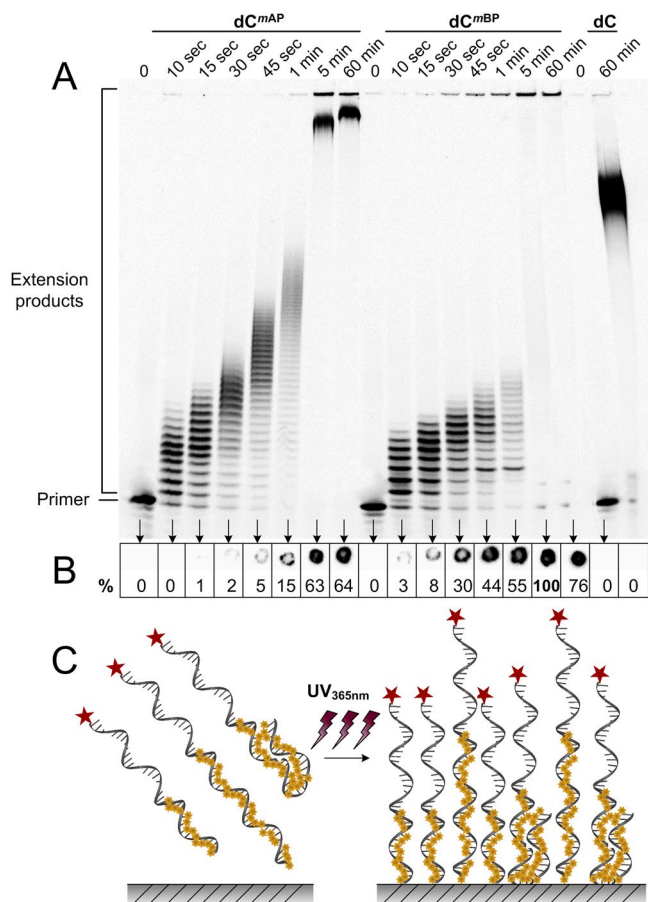 dC^mAP dC^mBP dC
0 10 sec 15 sec 30 sec 45 sec 1 min 5 min 60 min 0 10 sec 15 sec 30 sec 45 sec 1 min 5 min 60 min 0 60 min
A
Extension
products
Primer
B
% 0 0 1 2 5 15 63 64 0 3 8 30 44 55 100 76 0 0
C
UV365nm